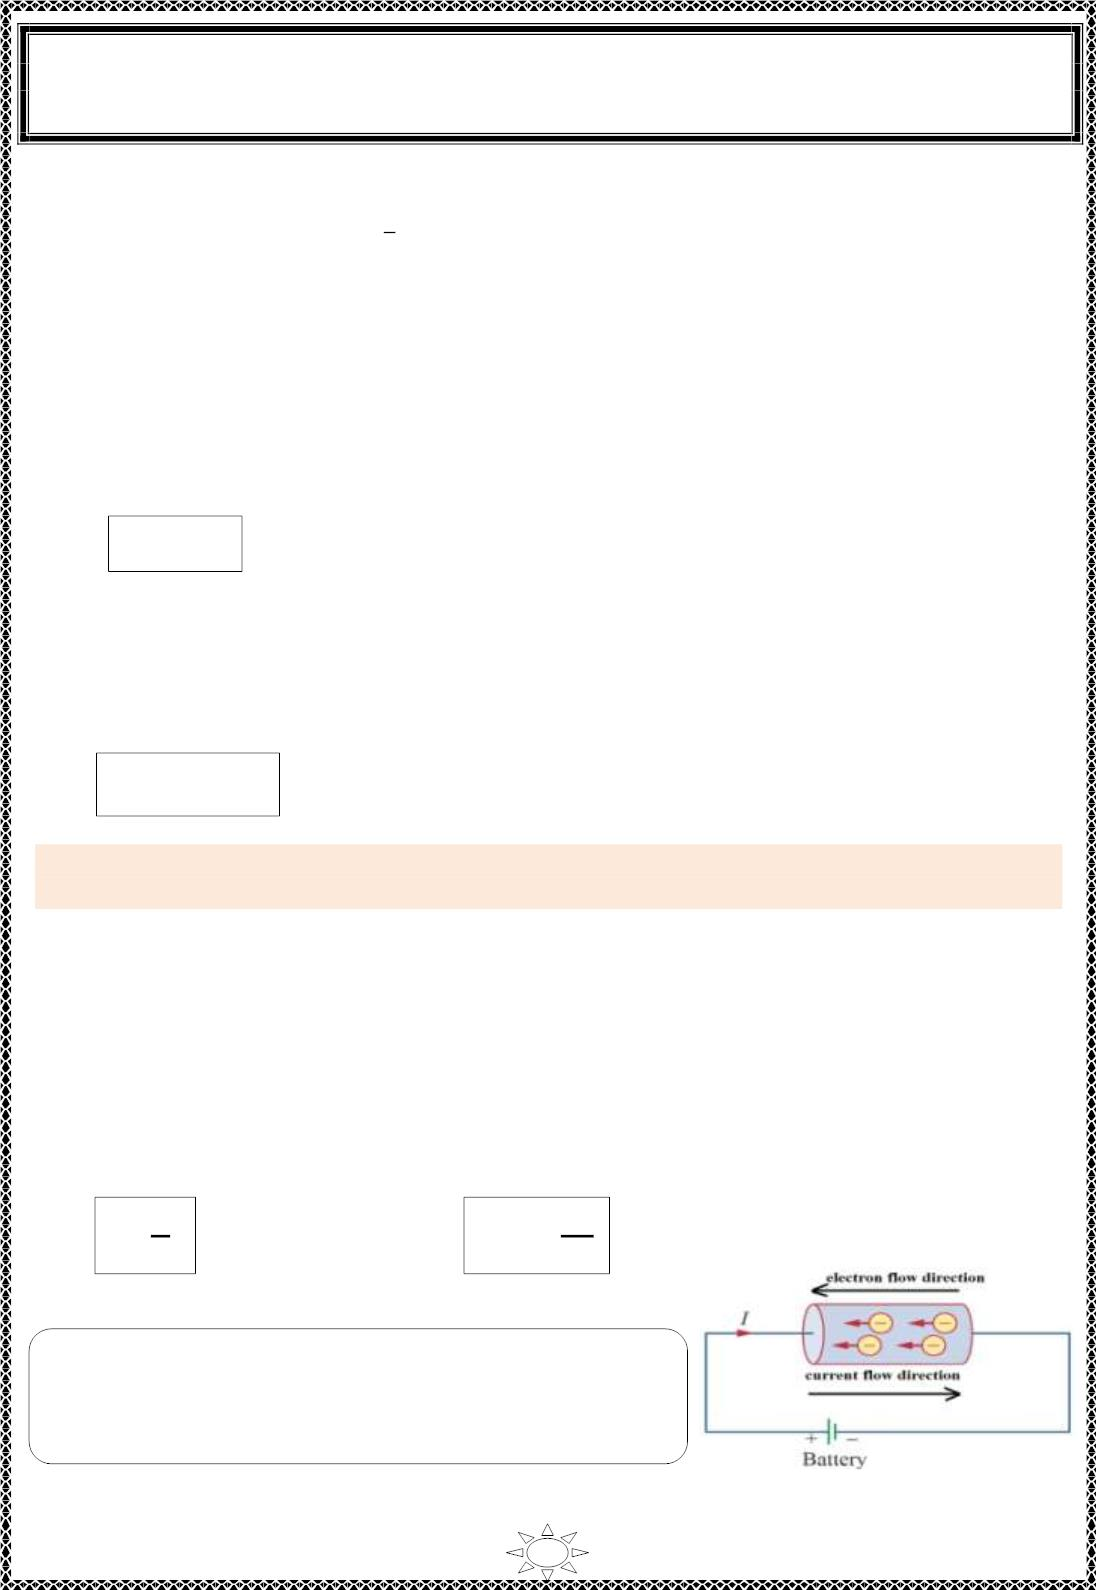 electron flow direction
I
current flow direction
+ −
Battery